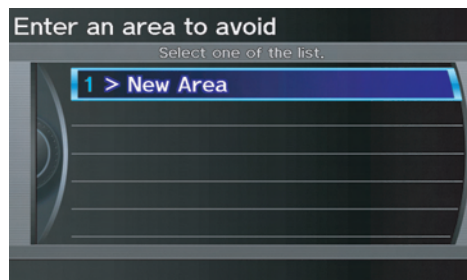 Enter an area to avoid
Select one of the list.
1 > New Area